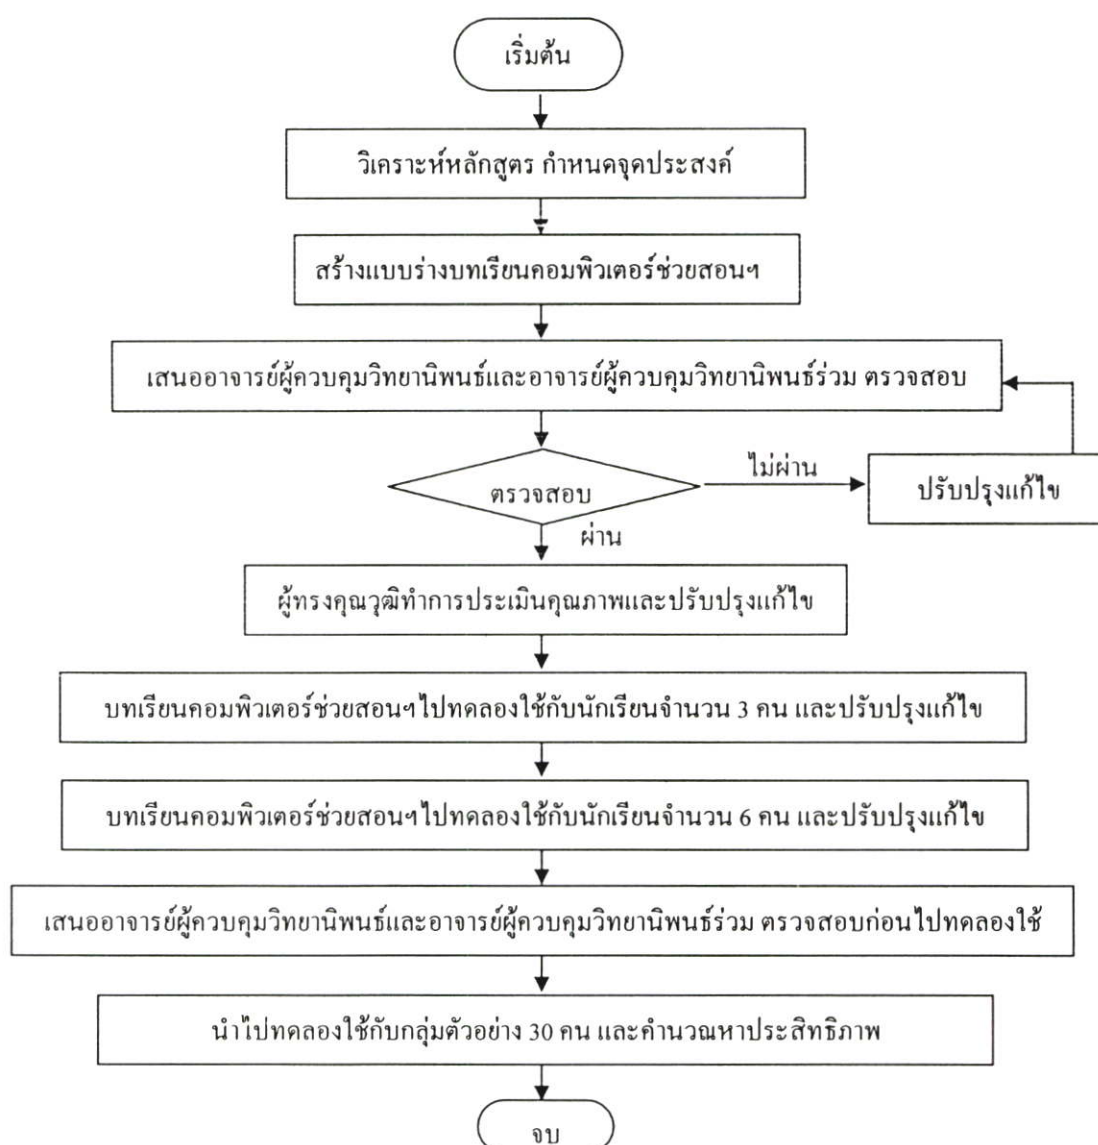 เริ่มต้น
วิเคราะห์หลักสูตร กำหนดจุดประสงค์
สร้างแบบร่างบทเรียนคอมพิวเตอร์ช่วยสอนฯ
เสนออาจารย์ผู้ควบคุมวิทยานิพนธ์และอาจารย์ผู้ควบคุมวิทยานิพนธ์ร่วม ตรวจสอบ
ตรวจสอบ
ไม่ผ่าน
ปรับปรุงแก้ไข
ผ่าน
ผู้ทรงคุณวุฒิทำการประเมินคุณภาพและปรับปรุงแก้ไข
บทเรียนคอมพิวเตอร์ช่วยสอนฯไปทดลองใช้กับนักเรียนจำนวน 3 คน และปรับปรุงแก้ไข
บทเรียนคอมพิวเตอร์ช่วยสอนฯไปทดลองใช้กับนักเรียนจำนวน 6 คน และปรับปรุงแก้ไข
เสนออาจารย์ผู้ควบคุมวิทยานิพนธ์และอาจารย์ผู้ควบคุมวิทยานิพนธ์ร่วม ตรวจสอบก่อนไปทดลองใช้
นำไปทดลองใช้กับกลุ่มตัวอย่าง 30 คน และคำนวณหาประสิทธิภาพ
จบ